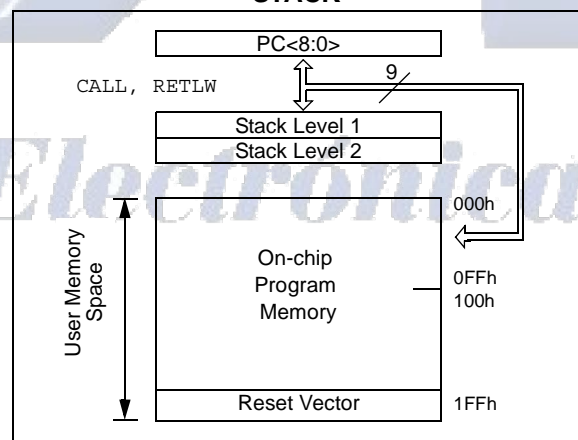 STACK
PC<8:0>
9
CALL, RETLW
Stack Level 1
Stack Level 2
Electrónica
000h
User Memory
Space
On-chip
Program
Memory
0FFh
100h
Reset Vector
1FFh